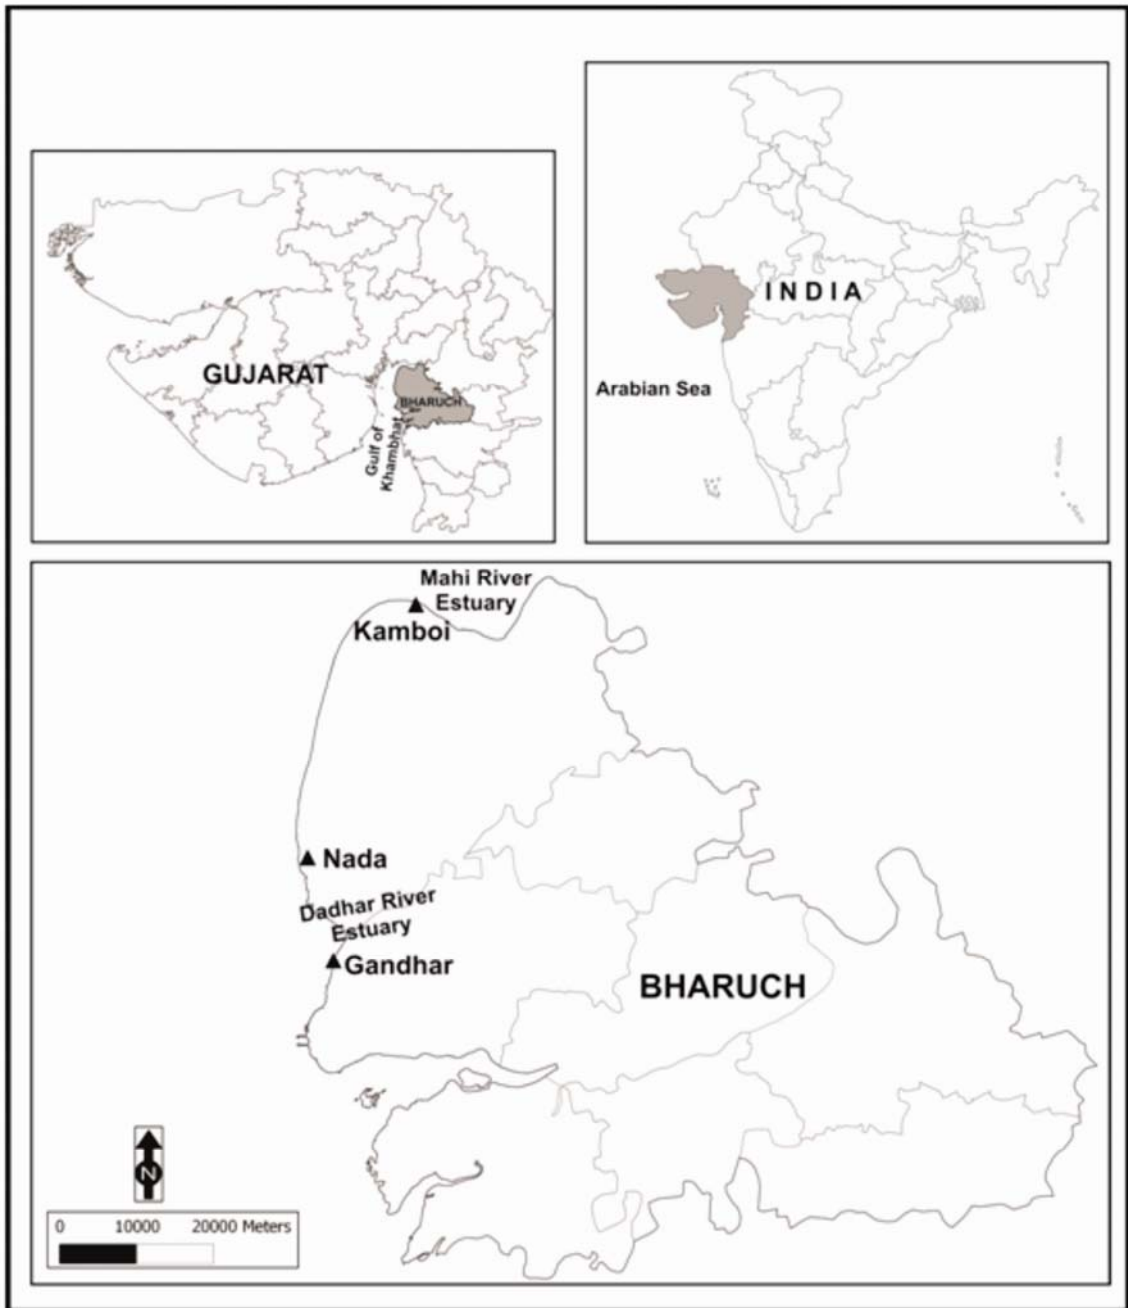 GUJARAT
BHARUCH
Gulf of
Khambhat
INDIA
Arabian Sea
Mahi River
Estuary
Kamboi
Nada
Dadhar River
Estuary
Gandhar
BHARUCH
N
0 10000 20000 Meters